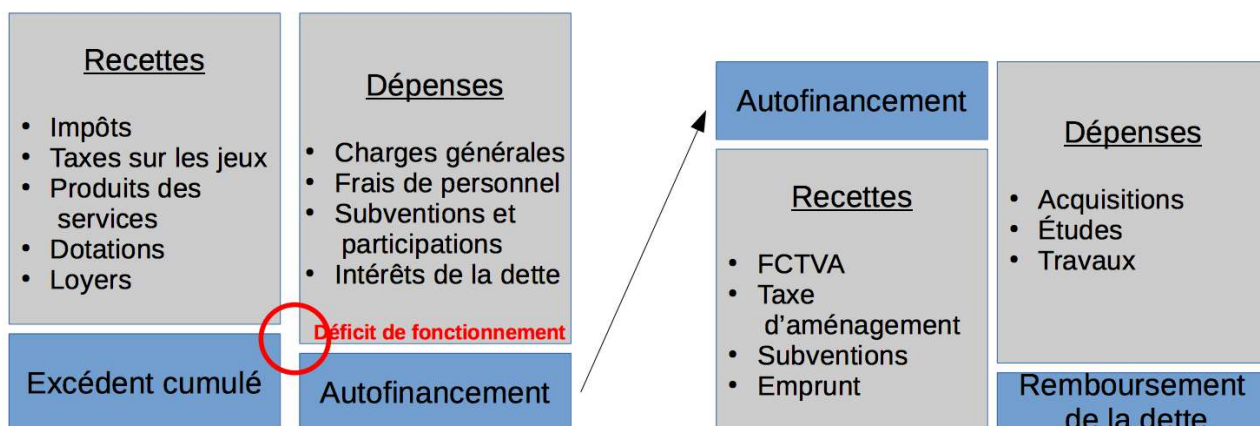 Recettes
• Impôts
• Taxes sur les jeux
• Produits des
services
• Dotations
• Loyers
Excédent cumulé
Dépenses
• Charges générales
• Frais de personnel
• Subventions et
participations
• Intérêts de la dette
Déficit de fonctionnement
Autofinancement
Autofinancement
Recettes
• FCTVA
• Taxe
d’aménagement
• Subventions
• Emprunt
Dépenses
• Acquisitions
• Études
• Travaux
Remboursement
de la dette